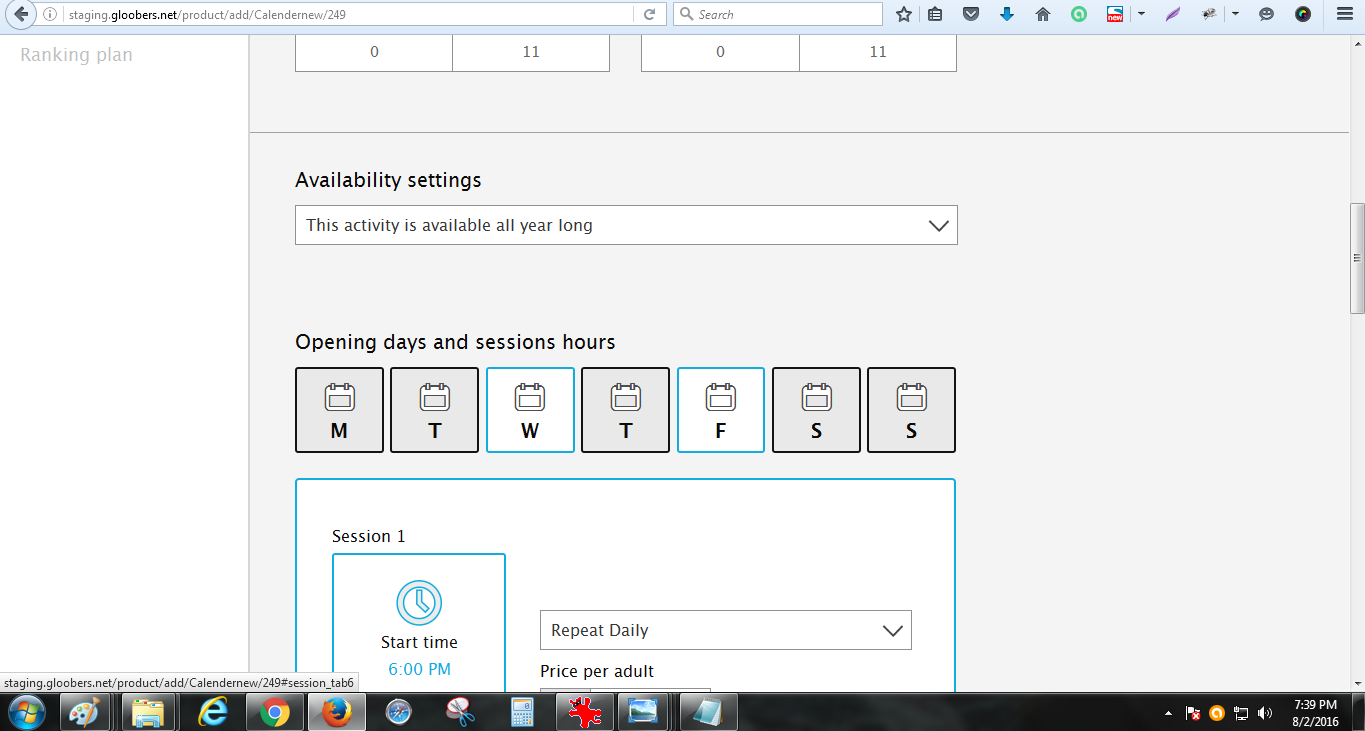 staging.gloobers.net/product/add/Calendernew/249
Search
new
Ranking plan
0 11 0 11
Availability settings
This activity is available all year long
Opening days and sessions hours
M T W T F S S
Session 1
Start time
6:00 PM
Repeat Daily
Price per adult
staging.gloobers.net/product/add/Calendernew/249#session_tab6
7:39 PM
8/2/2016